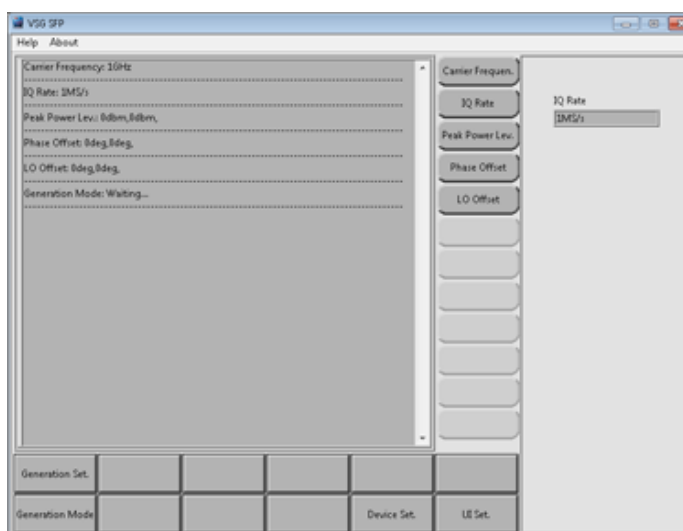 VSG SFP
Help About
Carrier Frequency: 1GHz
IQ Rate: 1MS/s
Peak Power Lev.: 0dbm,0dbm,
Phase Offset: 0deg,0deg,
LO Offset: 0deg,0deg,
Generation Mode: Waiting...
Carrier Frequen.
IQ Rate
Peak Power Lev.
Phase Offset
LO Offset
IQ Rate
1MS/s
Generation Set.
Generation Mode
Device Set.
UI Set.